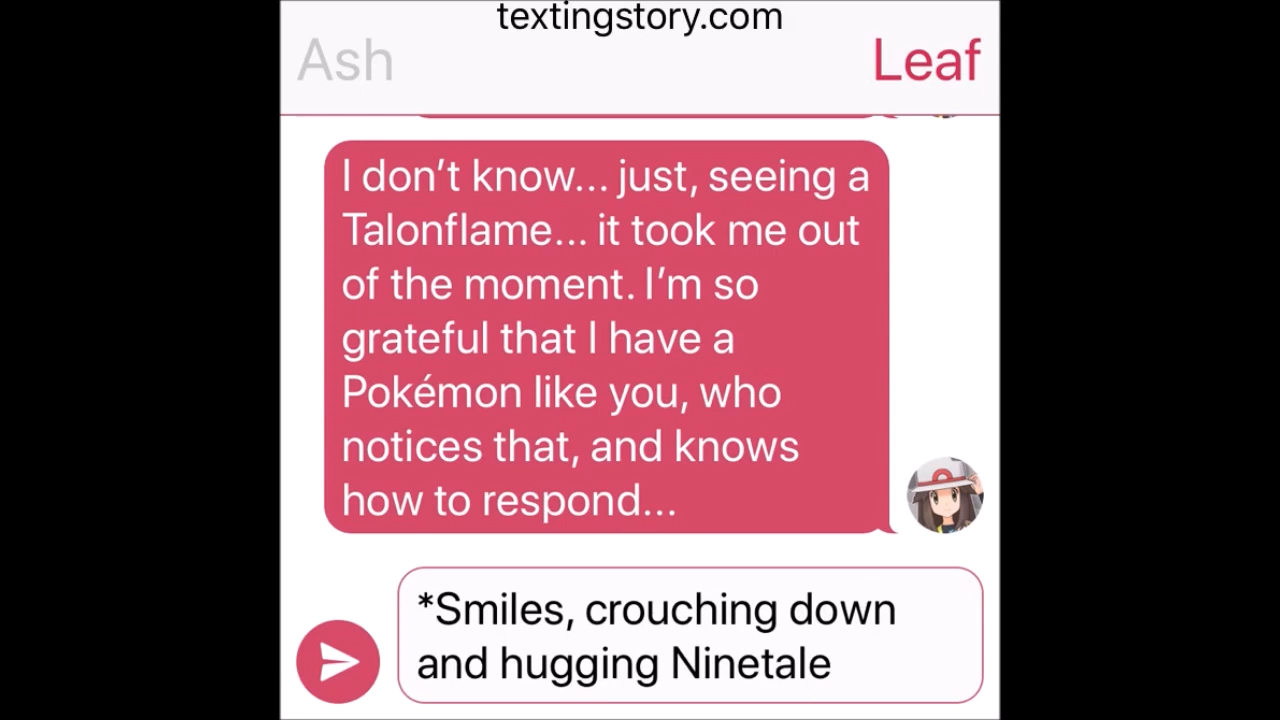 textingstory.com
Ash
Leaf
I don’t know... just, seeing a
Talonflame... it took me out
of the moment. I’m so
grateful that I have a
Pokémon like you, who
notices that, and knows
how to respond...
*Smiles, crouching down
and hugging Ninetale